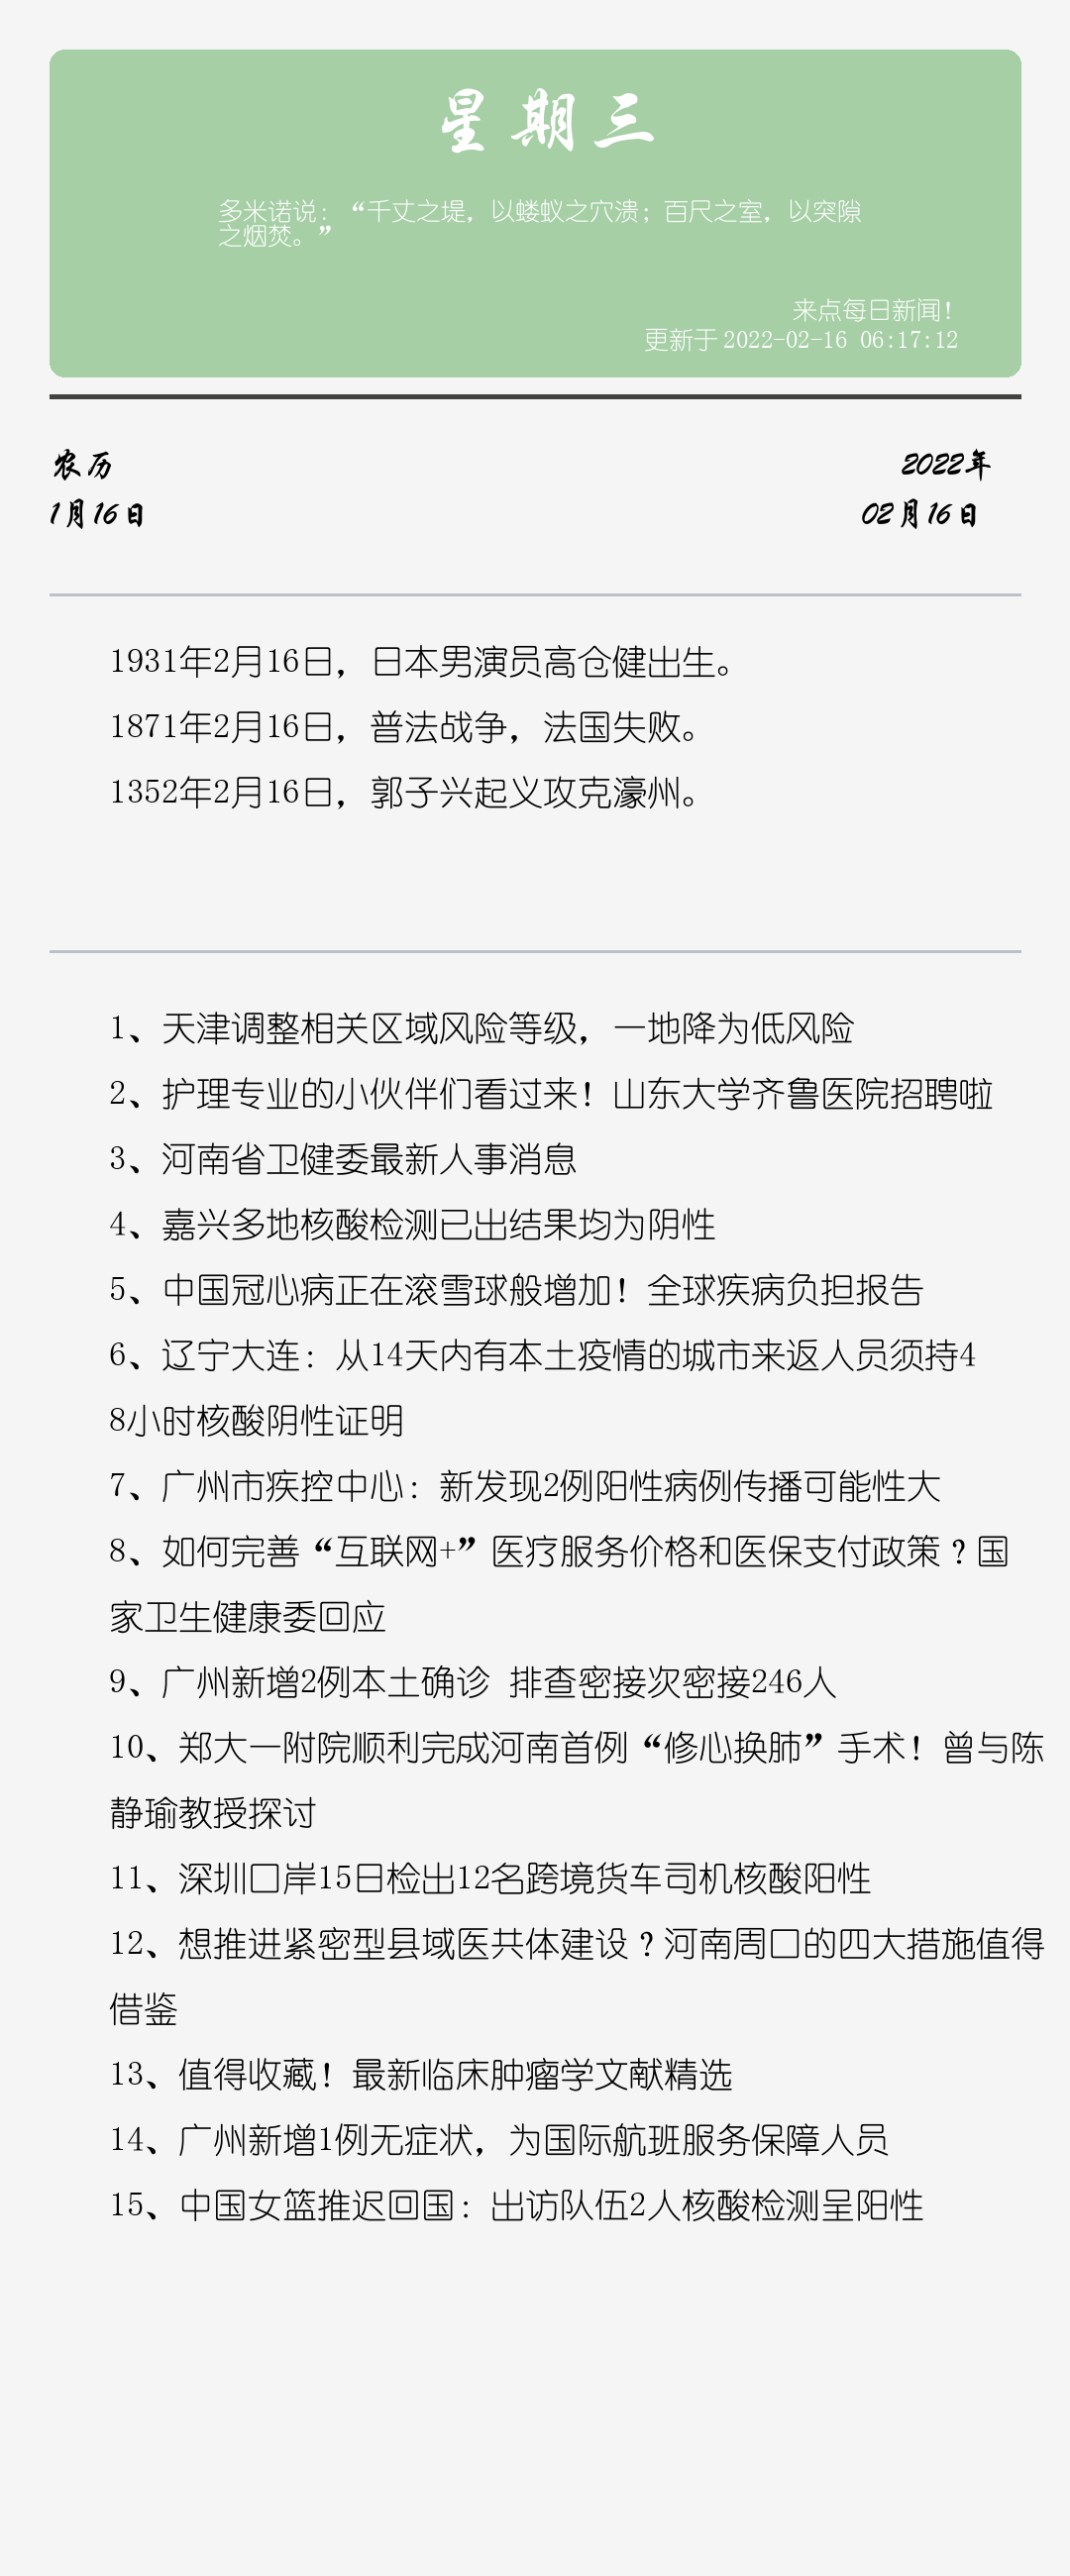 星期三
多米诺说：“千丈之堤，以蝼蚁之穴溃；百尺之室，以突隙
之烟焚。”
来点每日新闻！
更新于 2022-02-16 06:17:12
农历
2022年
1月16日
02月16日
1931年2月16日，日本男演员高仓健出生。
1871年2月16日，普法战争，法国失败。
1352年2月16日，郭子兴起义攻克濠州。
1、天津调整相关区域风险等级，一地降为低风险
2、护理专业的小伙伴们看过来！山东大学齐鲁医院招聘啦
3、河南省卫健委最新人事消息
4、嘉兴多地核酸检测已出结果均为阴性
5、中国冠心病正在滚雪球般增加！全球疾病负担报告
6、辽宁大连：从14天内有本土疫情的城市来返人员须持4
8小时核酸阴性证明
7、广州市疾控中心：新发现2例阳性病例传播可能性大
8、如何完善“互联网+”医疗服务价格和医保支付政策？国
家卫生健康委回应
9、广州新增2例本土确诊 排查密接次密接246人
10、郑大一附院顺利完成河南首例“修心换肺”手术！曾与陈
静瑜教授探讨
11、深圳口岸15日检出12名跨境货车司机核酸阳性
12、想推进紧密型县域医共体建设？河南周口的四大措施值得
借鉴
13、值得收藏！最新临床肿瘤学文献精选
14、广州新增1例无症状，为国际航班服务保障人员
15、中国女篮推迟回国：出访队伍2人核酸检测呈阳性